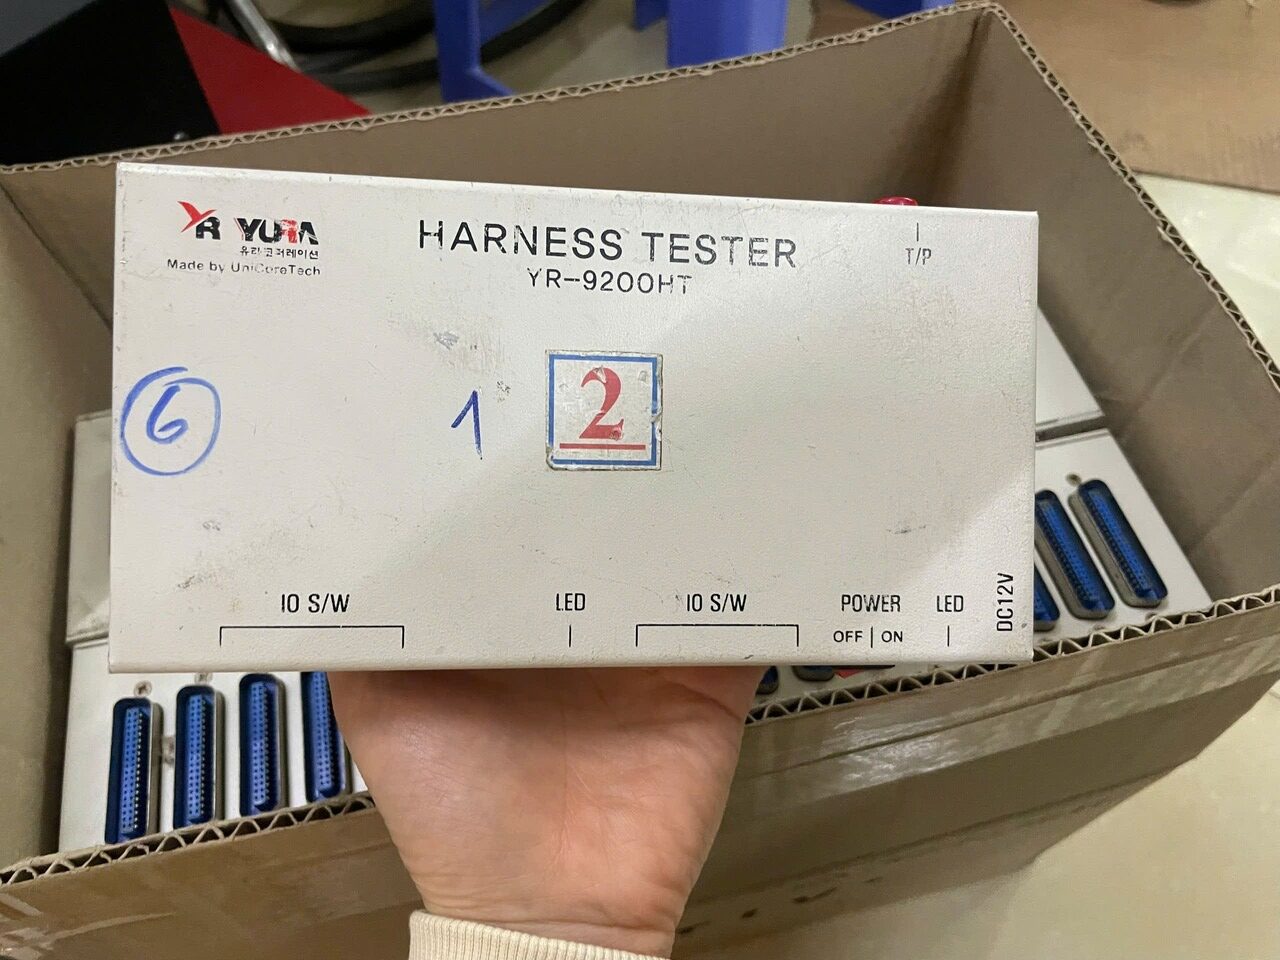 YR YURA
유라코퍼레이션
Made by UniCoreTech
HARNESS TESTER
YR-9200HT
T/P
6
1
2
IO S/W
LED
IO S/W
POWER
OFF | ON
LED
DC12V